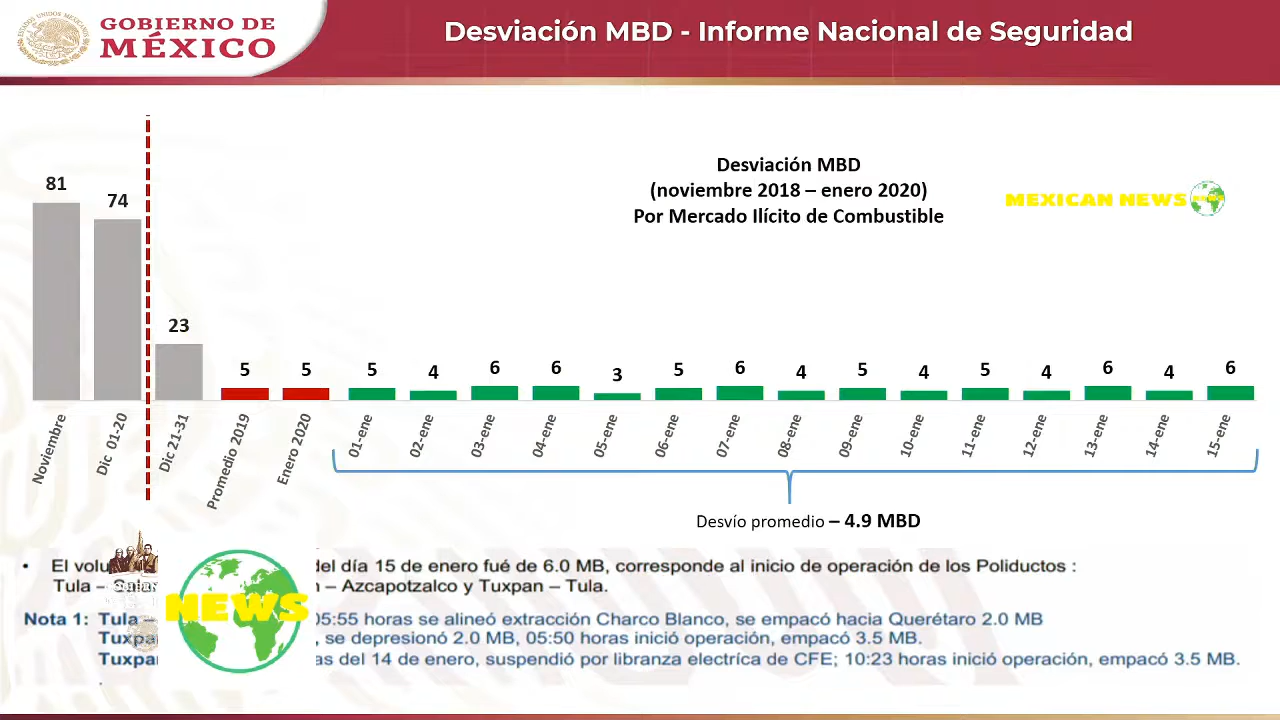 GOBIERNO DE
MÉXICO
Desviación MBD - Informe Nacional de Seguridad
Desviación MBD
(noviembre 2018 – enero 2020)
Por Mercado Ilícito de Combustible
MEXICAN NEWS
81
74
23
5
5
5
4
6
6
3
5
6
4
5
4
5
4
6
4
6
Noviembre
Dic 01-20
Dic 21-31
Promedio 2019
Enero 2020
01-ene
02-ene
03-ene
04-ene
05-ene
06-ene
07-ene
08-ene
09-ene
10-ene
11-ene
12-ene
13-ene
14-ene
15-ene
Desvío promedio – 4.9 MBD
• El del día 15 de enero fué de 6.0 MB, corresponde al inicio de operación de los Poliductos :
Tula – – Azcapotzalco y Tuxpan – Tula.
Nota 1: Tula 05:55 horas se alineó extracción Charco Blanco, se empacó hacia Querétaro 2.0 MB
, se depresionó 2.0 MB, 05:50 horas inició operación, empacó 3.5 MB.
del 14 de enero, suspendió por libranza electríca de CFE; 10:23 horas inició operación, empacó 3.5 MB.
NEWS